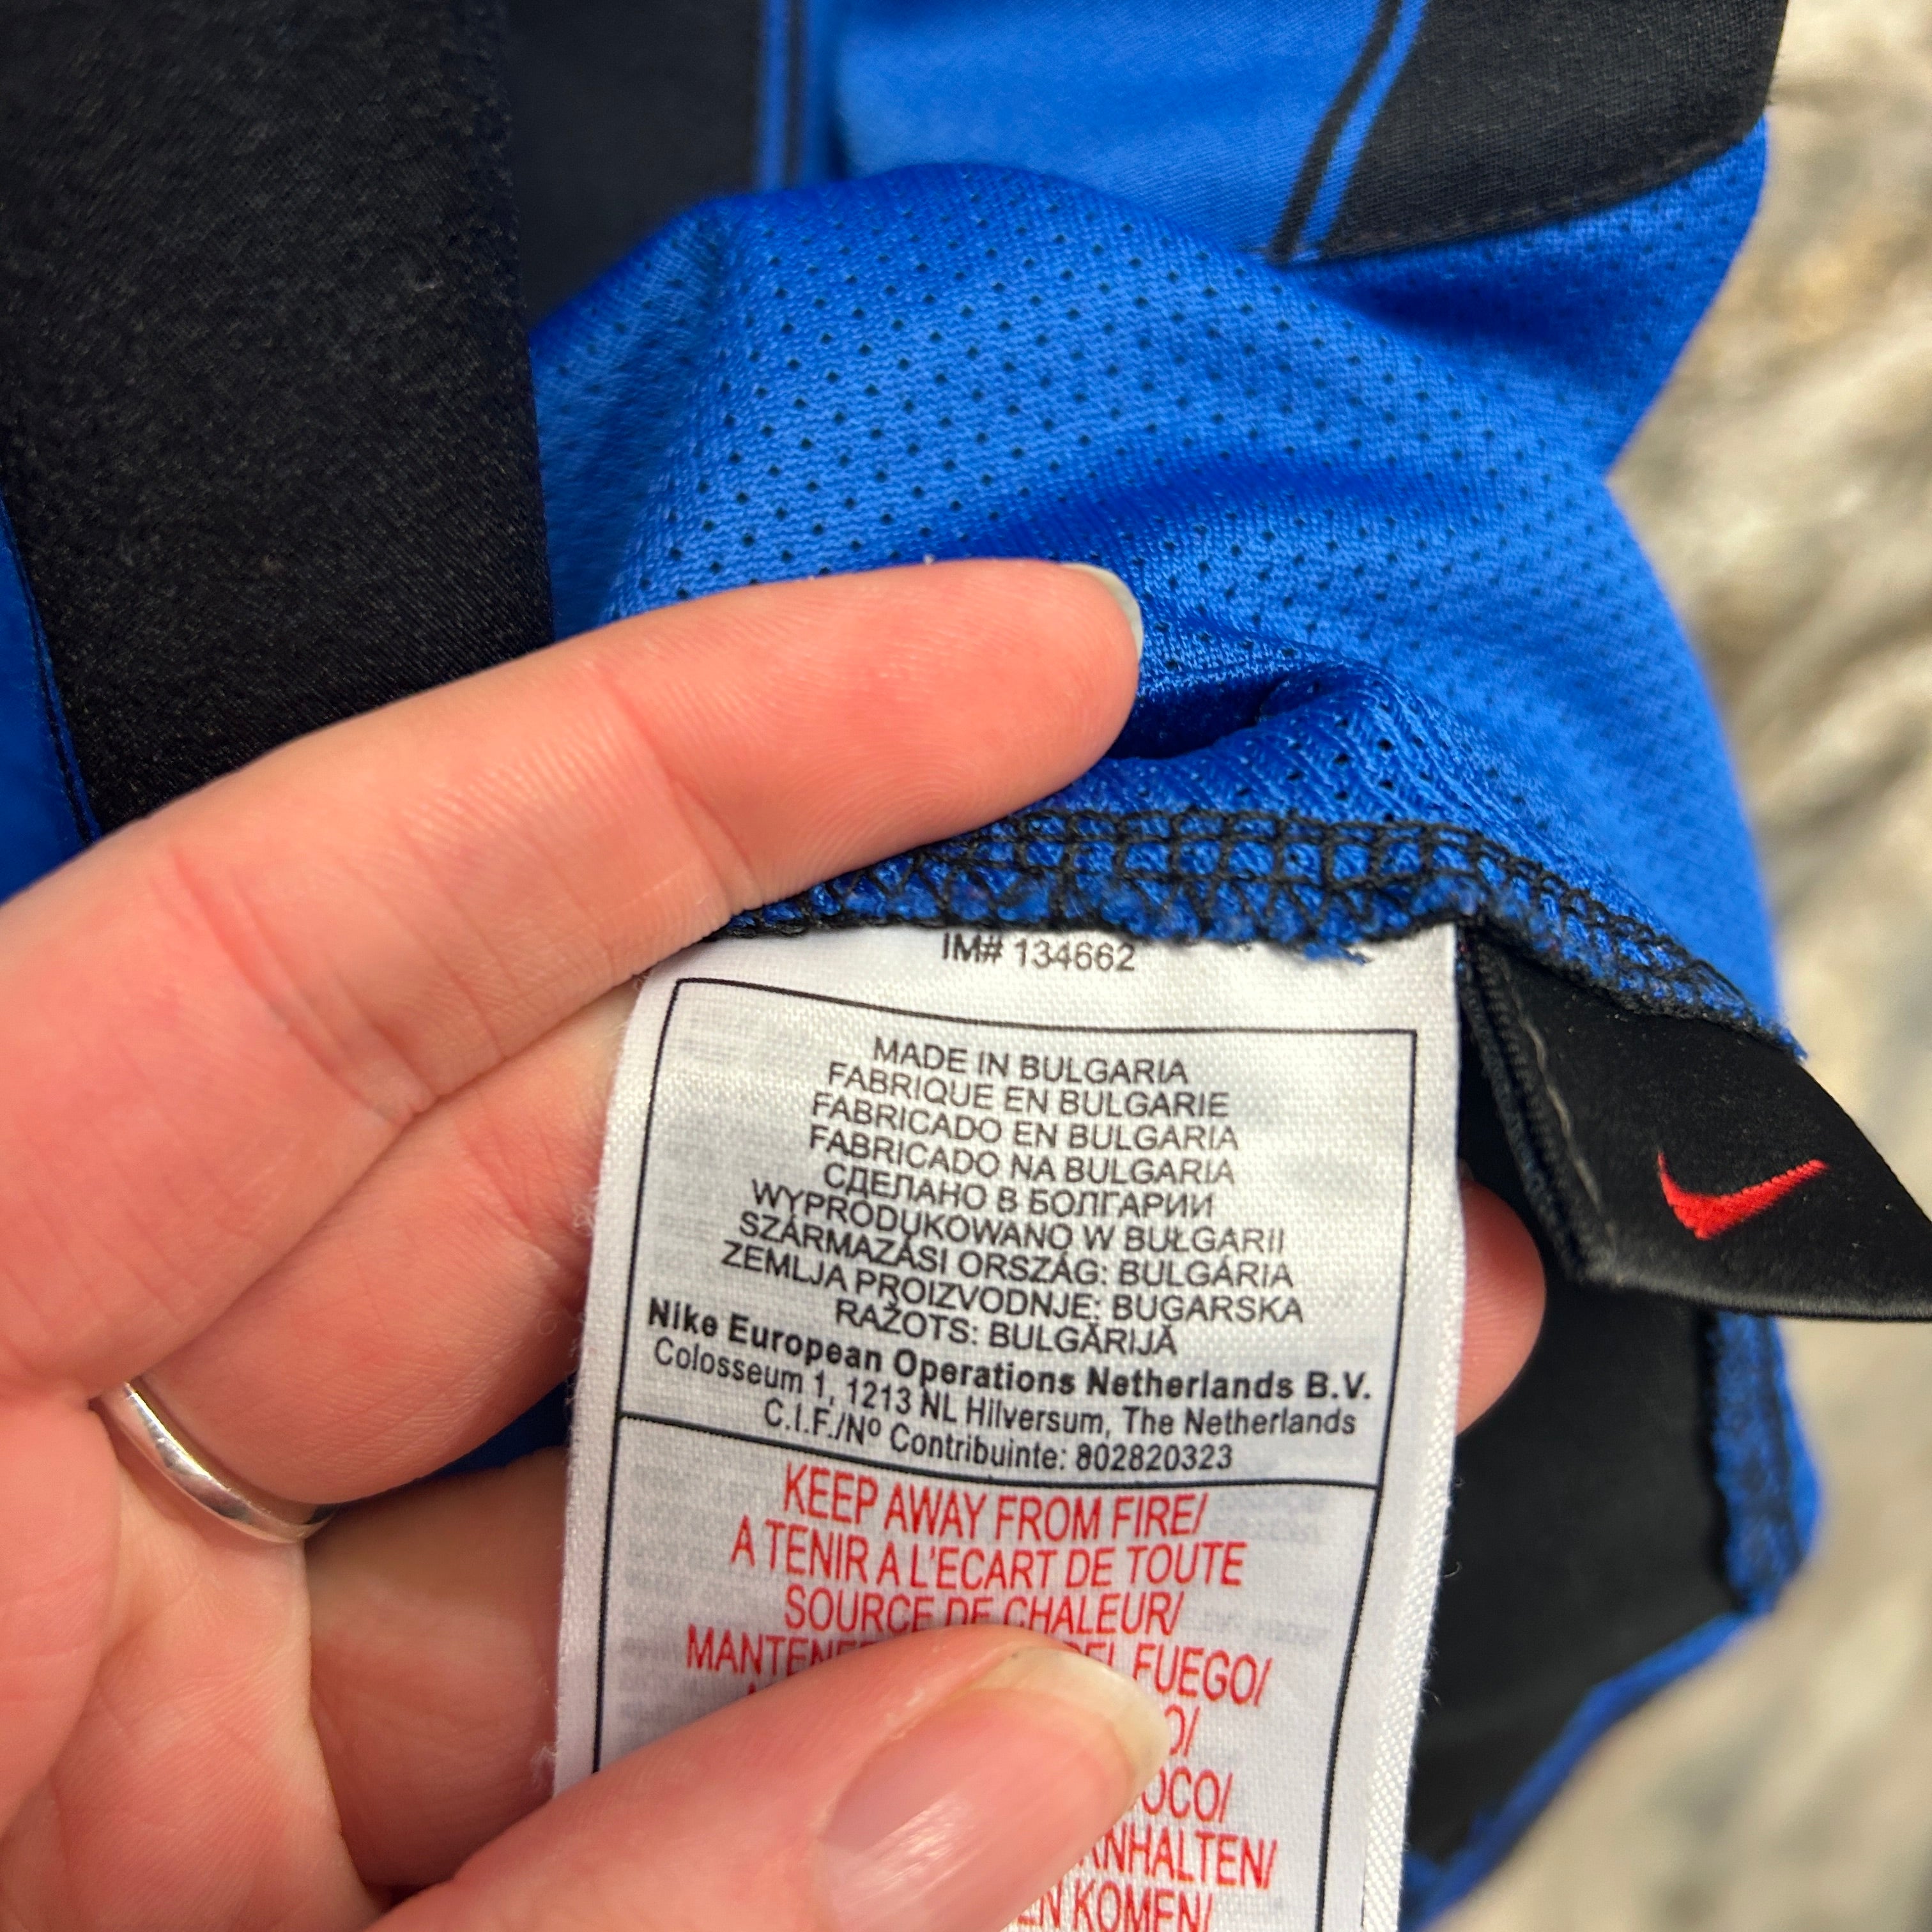 IM# 134662
MADE IN BULGARIA
FABRIQUE EN BULGARIE
FABRICADO EN BULGARIA
FABRICADO NA BULGARIA
СДЕЛАНО В БОЛГАРИИ
WYPRODUKOWANO W BUŁGARII
SZÁRMAZÁSI ORSZÁG: BULGÁRIA
ZEMLJA PROIZVODNJE: BUGARSKA
RAŽOTS: BULGĀRIJĀ
Nike European Operations Netherlands B.V.
Colosseum 1, 1213 NL Hilversum, The Netherlands
C.I.F./Nº Contribuinte: 802820323
KEEP AWAY FROM FIRE/
A TENIR A L'ECART DE TOUTE
SOURCE DE CHALEUR/
FUEGO/
KOMEN/